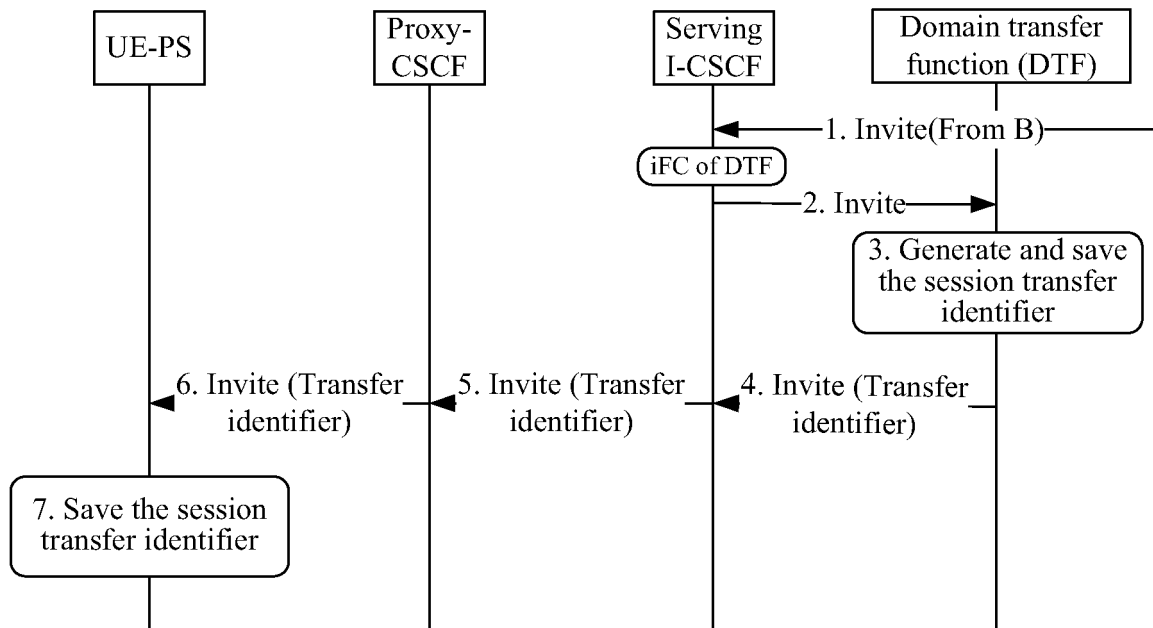 UE-PS
Proxy-
CSCF
Serving
I-CSCF
Domain transfer
function (DTF)
1. Invite(From B)
iFC of DTF
2. Invite
3. Generate and save
the session transfer
identifier
6. Invite (Transfer
identifier)
5. Invite (Transfer
identifier)
4. Invite (Transfer
identifier)
7. Save the session
transfer identifier